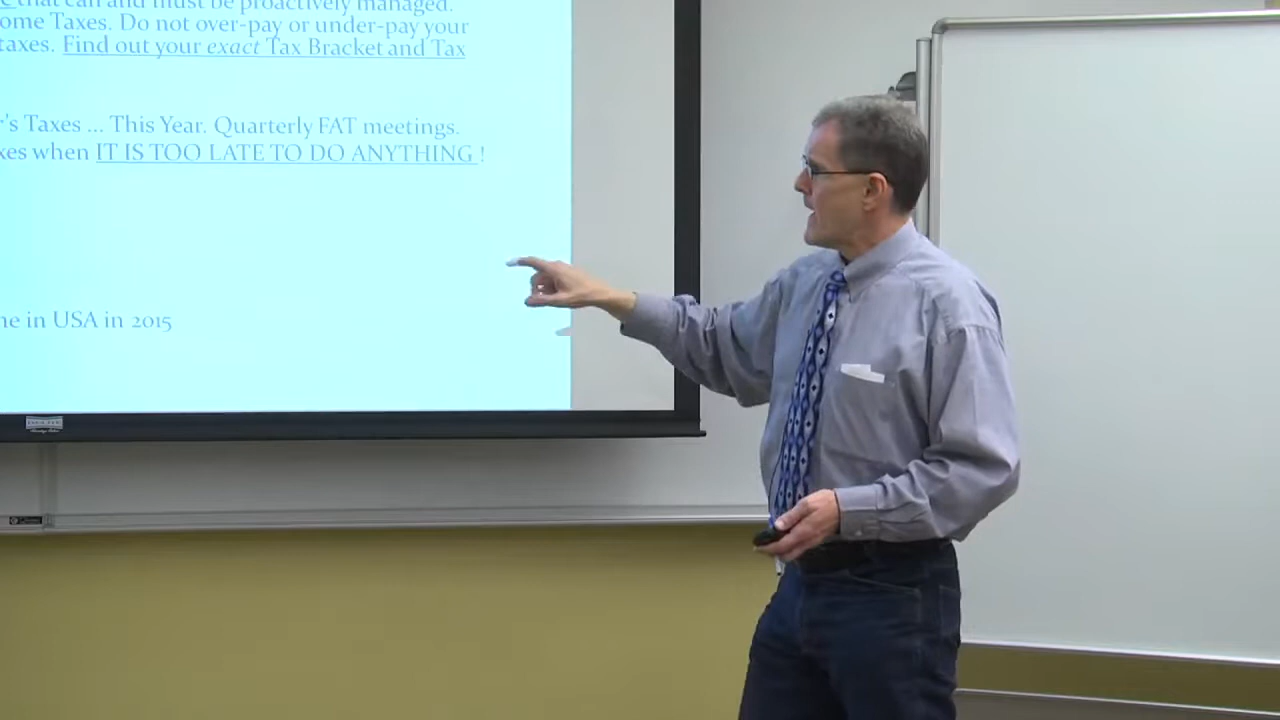 that can and must be proactively managed.
ome Taxes. Do not over-pay or under-pay your
taxes. Find out your exact Tax Bracket and Tax
r's Taxes ... This Year. Quarterly FAT meetings.
xes when IT IS TOO LATE TO DO ANYTHING !
ne in USA in 2015